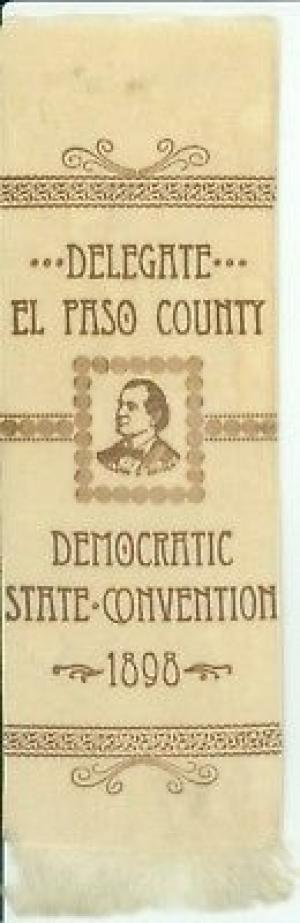 DELEGATE
EL PASO COUNTY
DEMOCRATIC
STATE CONVENTION
1898